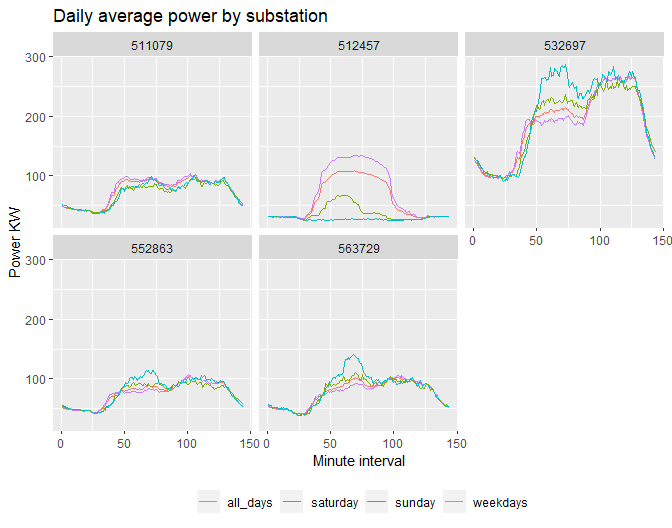 Daily average power by substation
511079 512457 532697
300
200
100
0 50 100 150
552863 563729
300
200
100
0 50 100 150 0 50 100 150
Power KW
Minute interval
all_days saturday sunday weekdays